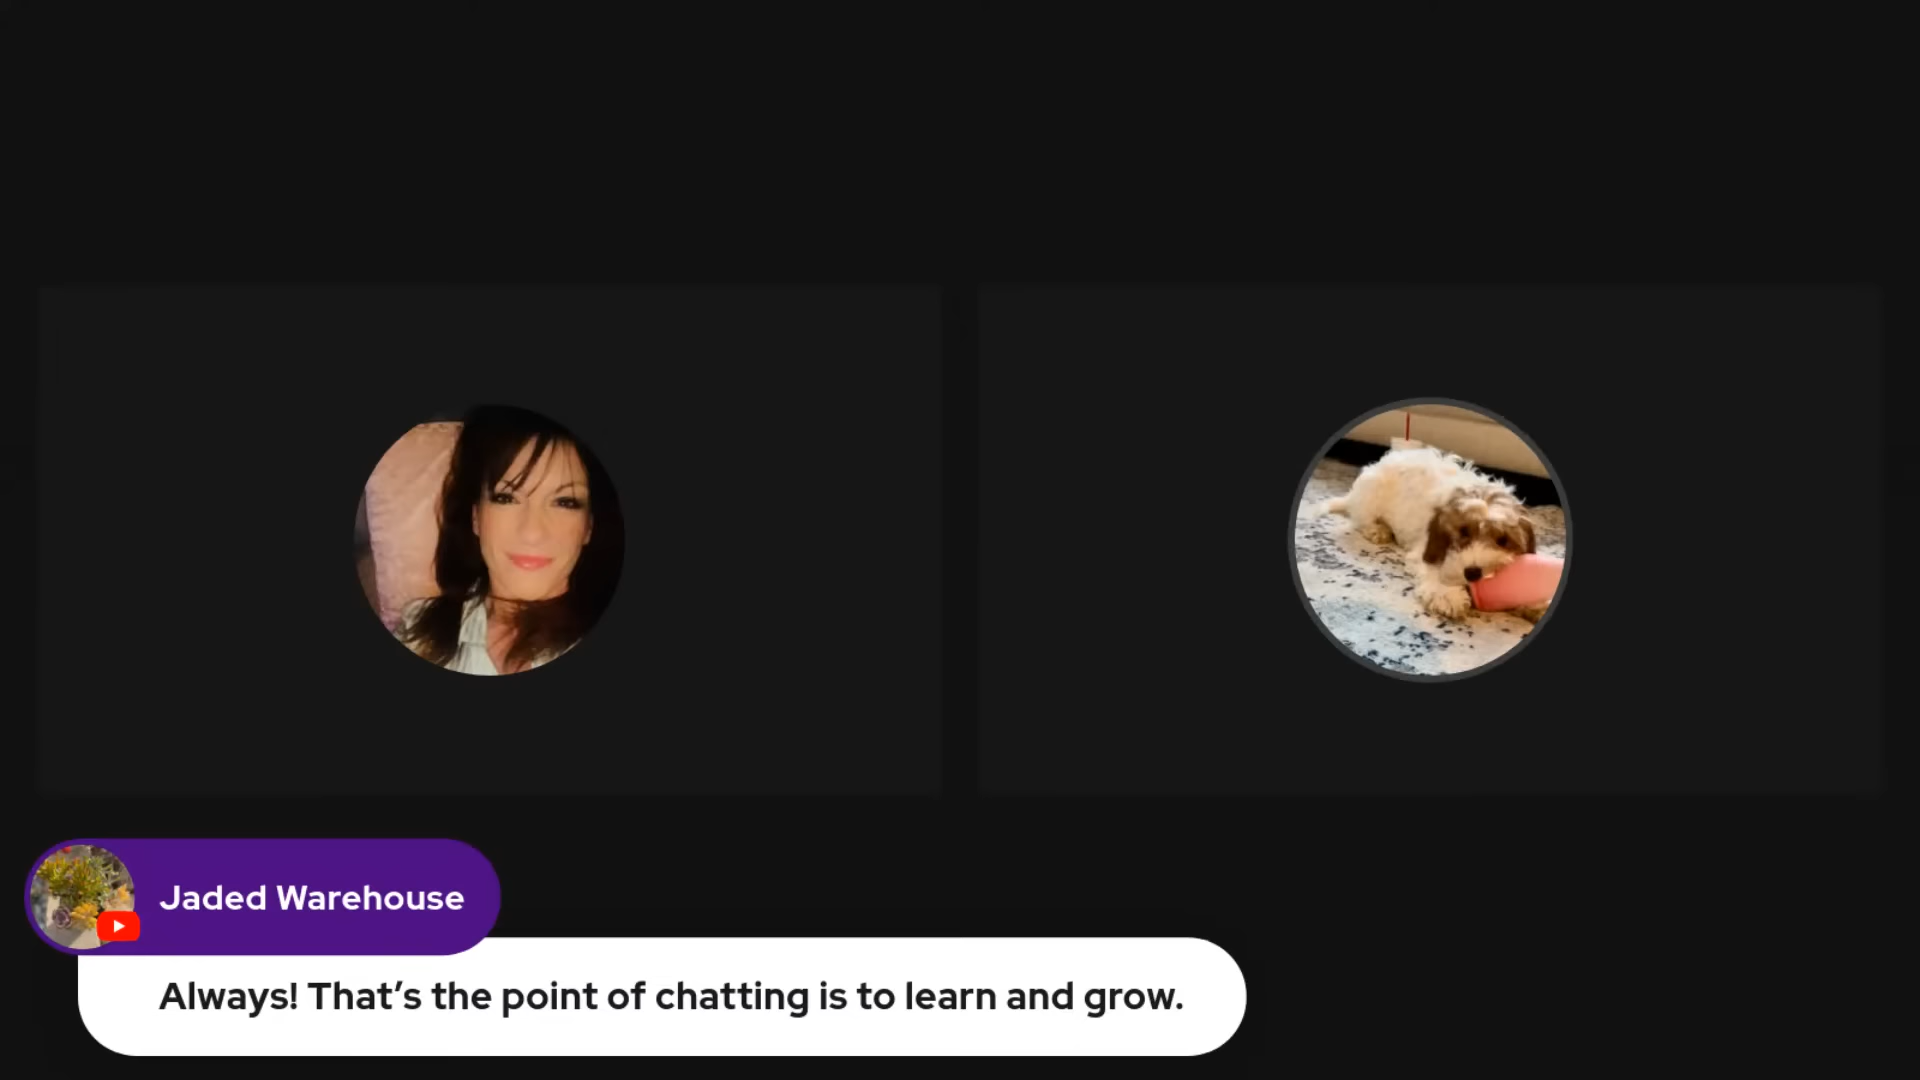 Jaded Warehouse
Always! That’s the point of chatting is to learn and grow.